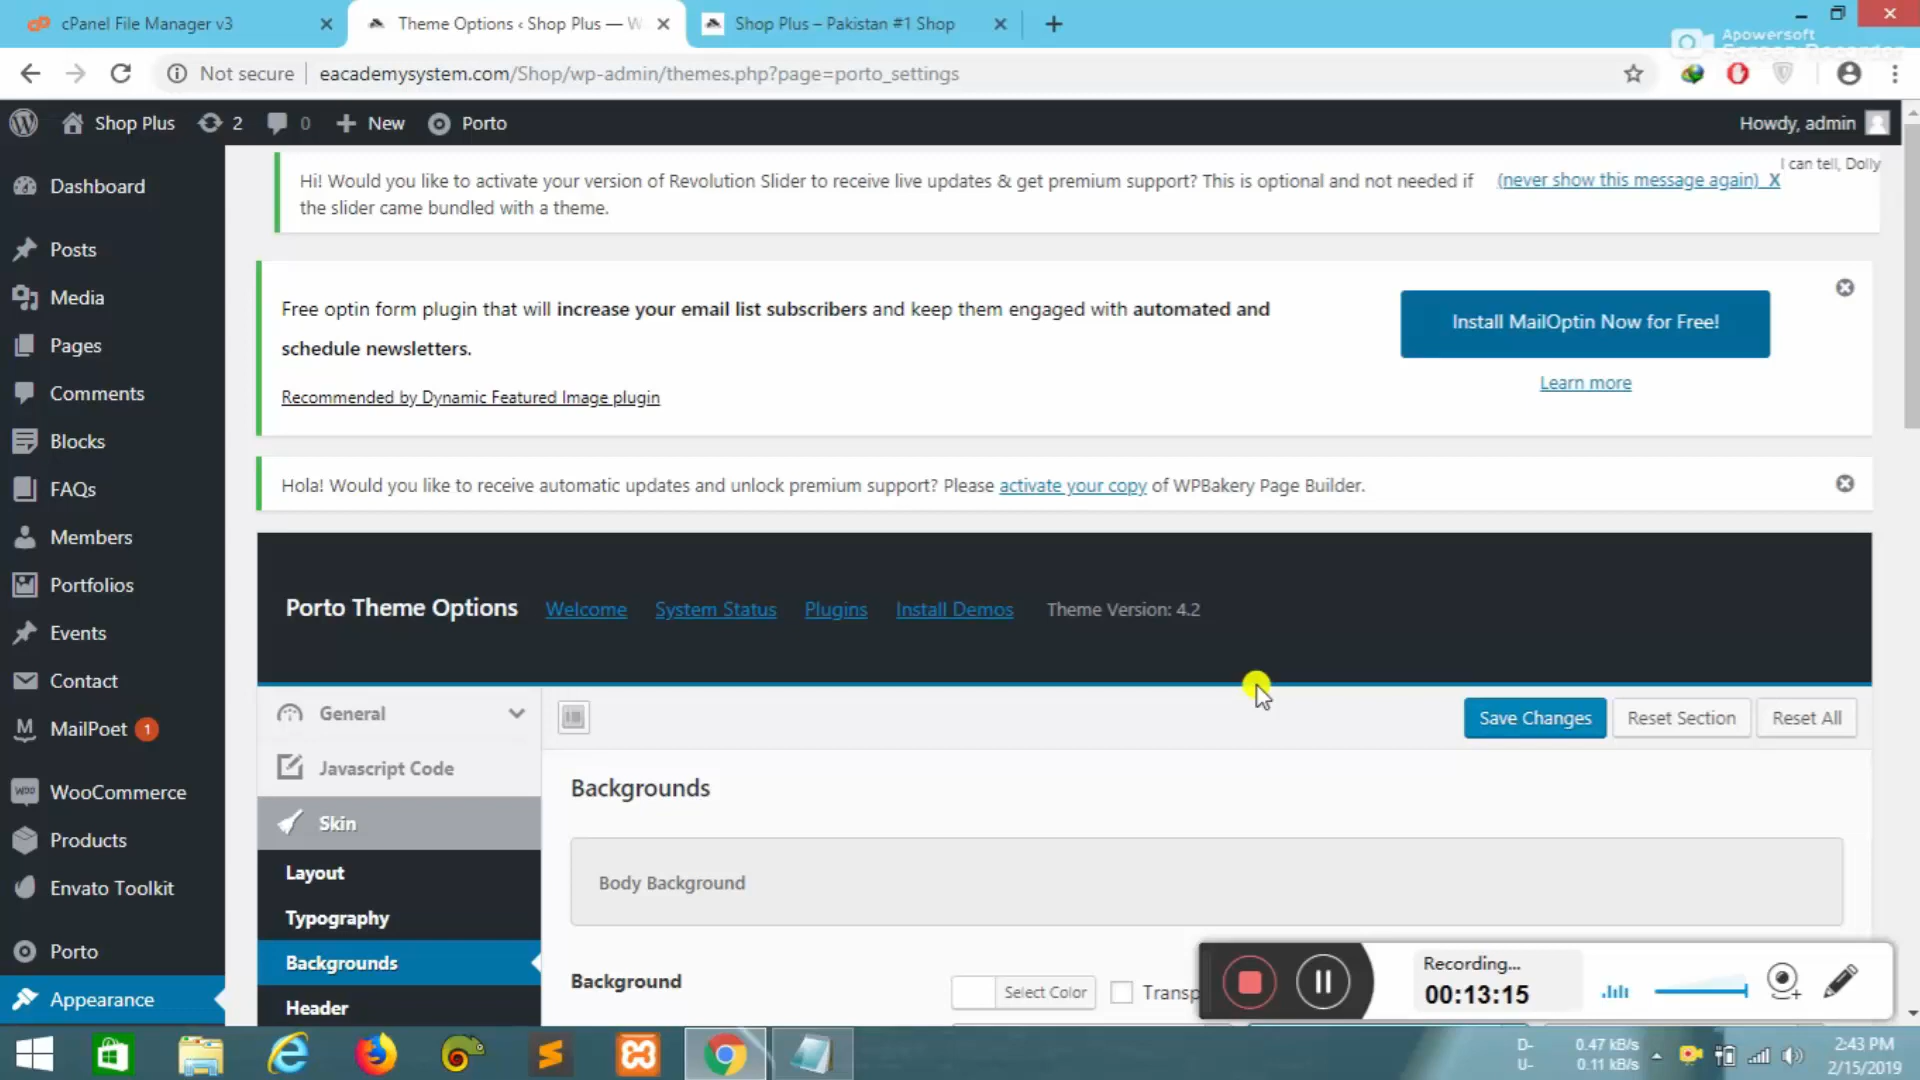 cPanel File Manager v3
Theme Options ‹ Shop Plus — W
Shop Plus – Pakistan #1 Shop
Apowersoft
Screen Recorder
Not secure
eacademysystem.com/Shop/wp-admin/themes.php?page=porto_settings
Shop Plus
2
0
New
Porto
Howdy, admin
I can tell, Dolly
Hi! Would you like to activate your version of Revolution Slider to receive live updates & get premium support? This is optional and not needed if
the slider came bundled with a theme.
(never show this message again) X
Free optin form plugin that will increase your email list subscribers and keep them engaged with automated and
schedule newsletters.
Recommended by Dynamic Featured Image plugin
Install MailOptin Now for Free!
Learn more
Hola! Would you like to receive automatic updates and unlock premium support? Please activate your copy of WPBakery Page Builder.
Dashboard
Posts
Media
Pages
Comments
Blocks
FAQs
Members
Portfolios
Events
Contact
MailPoet 1
WooCommerce
Products
Envato Toolkit
Porto
Appearance
Porto Theme Options
Welcome
System Status
Plugins
Install Demos
Theme Version: 4.2
General
Javascript Code
Skin
Layout
Typography
Backgrounds
Header
Save Changes
Reset Section
Reset All
Backgrounds
Body Background
Background
Select Color
Transp
Recording...
00:13:15
D-
U-
0.47 kB/s
0.11 kB/s
2:43 PM
2/15/2019